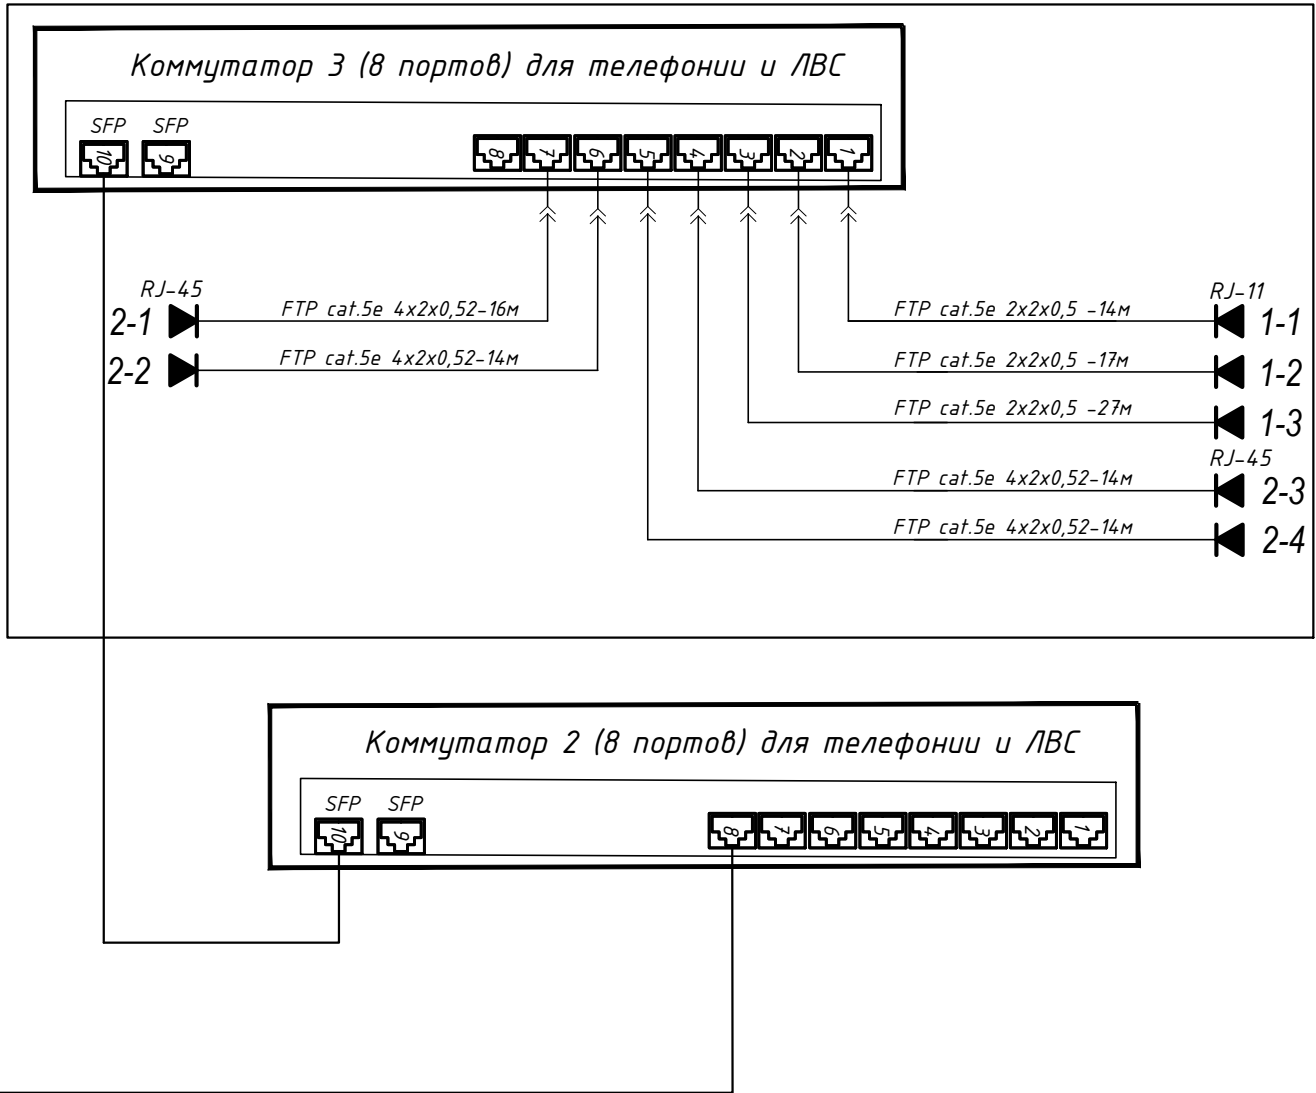 Коммутатор 3 (8 портов) для телефонии и ЛВС
SFP SFP
10 9 8 7 6 5 4 3 2 1
RJ-45 RJ-11
2-1 FTP cat.5e 4x2x0,52-16м FTP cat.5e 2x2x0,5 -14м 1-1
2-2 FTP cat.5e 4x2x0,52-14м FTP cat.5e 2x2x0,5 -17м 1-2
FTP cat.5e 2x2x0,5 -27м 1-3
RJ-45
FTP cat.5e 4x2x0,52-14м 2-3
FTP cat.5e 4x2x0,52-14м 2-4
Коммутатор 2 (8 портов) для телефонии и ЛВС
SFP SFP
10 9 8 7 6 5 4 3 2 1